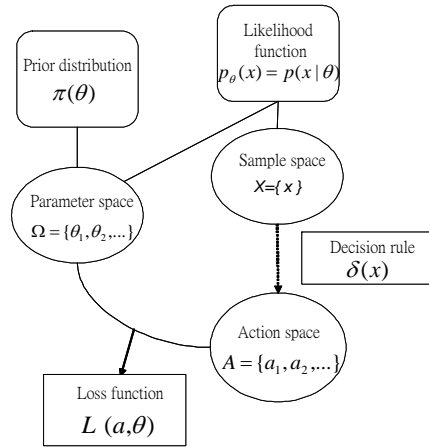 Prior distribution
π(θ)
Likelihood
function
p_θ(x) = p(x | θ)
Parameter space
Ω = {θ₁, θ₂, ...}
Sample space
X={x}
Decision rule
δ(x)
Action space
A = {a₁, a₂, ...}
Loss function
L (a,θ)